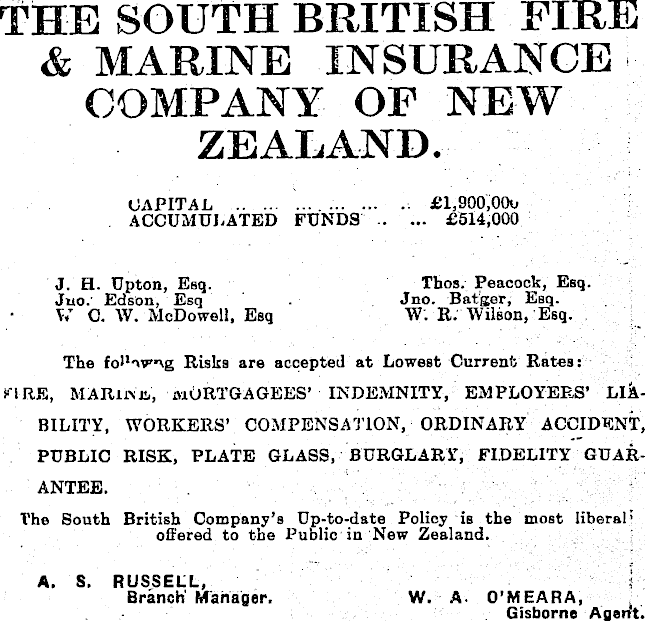 THE SOUTH BRITISH FIRE
& MARINE INSURANCE
COMPANY OF NEW
ZEALAND.
CAPITAL .. ... ... ... ... .. £1,900,000
ACCUMULATED FUNDS .. ... £514,000
J. H. Upton, Esq. Thos. Peacock, Esq.
Jno. Edson, Esq Jno. Batger, Esq.
W C. W. McDowell, Esq W. R. Wilson, Esq.
The following Risks are accepted at Lowest Current Rates:
FIRE, MARINE, MORTGAGEES' INDEMNITY, EMPLOYERS' LIA-
BILITY, WORKERS' COMPENSATION, ORDINARY ACCIDENT,
PUBLIC RISK, PLATE GLASS, BURGLARY, FIDELITY GUAR-
ANTEE.
The South British Company's Up-to-date Policy is the most liberal
offered to the Public in New Zealand.
A. S. RUSSELL,
Branch Manager. W. A. O'MEARA,
Gisborne Agent.